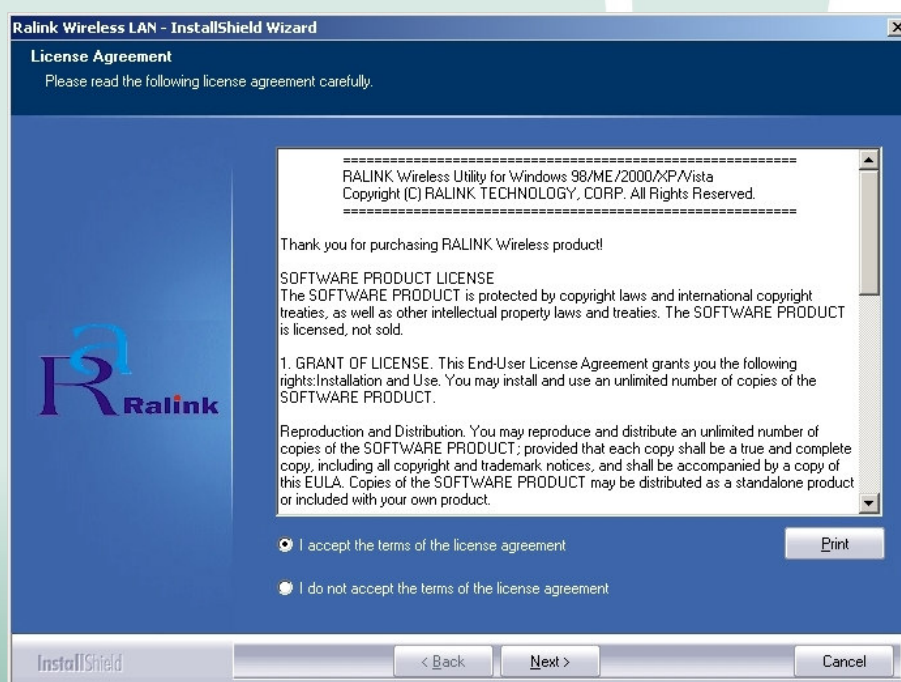 Ralink Wireless LAN - InstallShield Wizard
License Agreement
Please read the following license agreement carefully.
==========================================================
RALINK Wireless Utility for Windows 98/ME/2000/XP/Vista
Copyright (C) RALINK TECHNOLOGY, CORP. All Rights Reserved.
==========================================================
Thank you for purchasing RALINK Wireless product!
SOFTWARE PRODUCT LICENSE
The SOFTWARE PRODUCT is protected by copyright laws and international copyright
treaties, as well as other intellectual property laws and treaties. The SOFTWARE PRODUCT
is licensed, not sold.
1. GRANT OF LICENSE. This End-User License Agreement grants you the following
rights:Installation and Use. You may install and use an unlimited number of copies of the
SOFTWARE PRODUCT.
Reproduction and Distribution. You may reproduce and distribute an unlimited number of
copies of the SOFTWARE PRODUCT; provided that each copy shall be a true and complete
copy, including all copyright and trademark notices, and shall be accompanied by a copy of
this EULA. Copies of the SOFTWARE PRODUCT may be distributed as a standalone product
or included with your own product.
Ralink
I accept the terms of the license agreement
Print
I do not accept the terms of the license agreement
InstallShield
< Back
Next >
Cancel